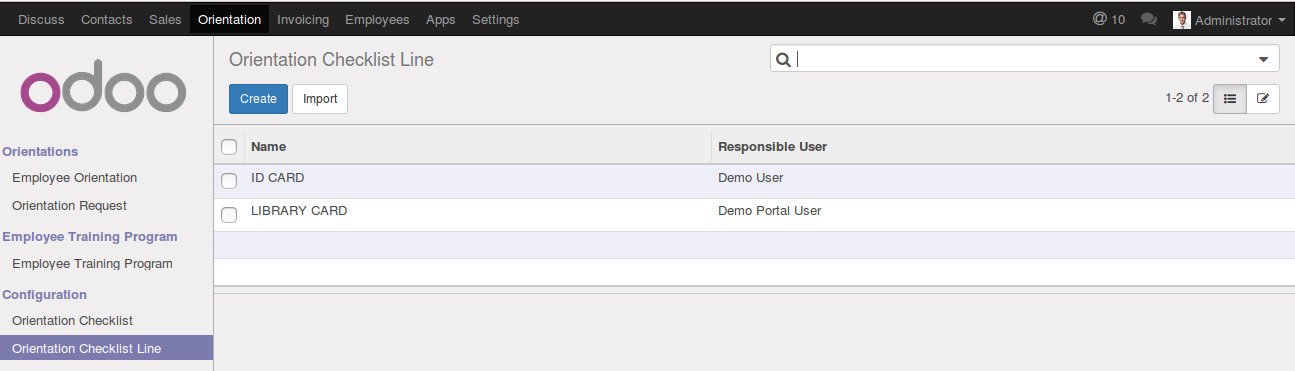 Discuss Contacts Sales Orientation Invoicing Employees Apps Settings @ 10 Administrator
odoo
Orientations
Employee Orientation
Orientation Request
Employee Training Program
Employee Training Program
Configuration
Orientation Checklist
Orientation Checklist Line
Orientation Checklist Line
Create Import 1-2 of 2
Name Responsible User
ID CARD Demo User
LIBRARY CARD Demo Portal User